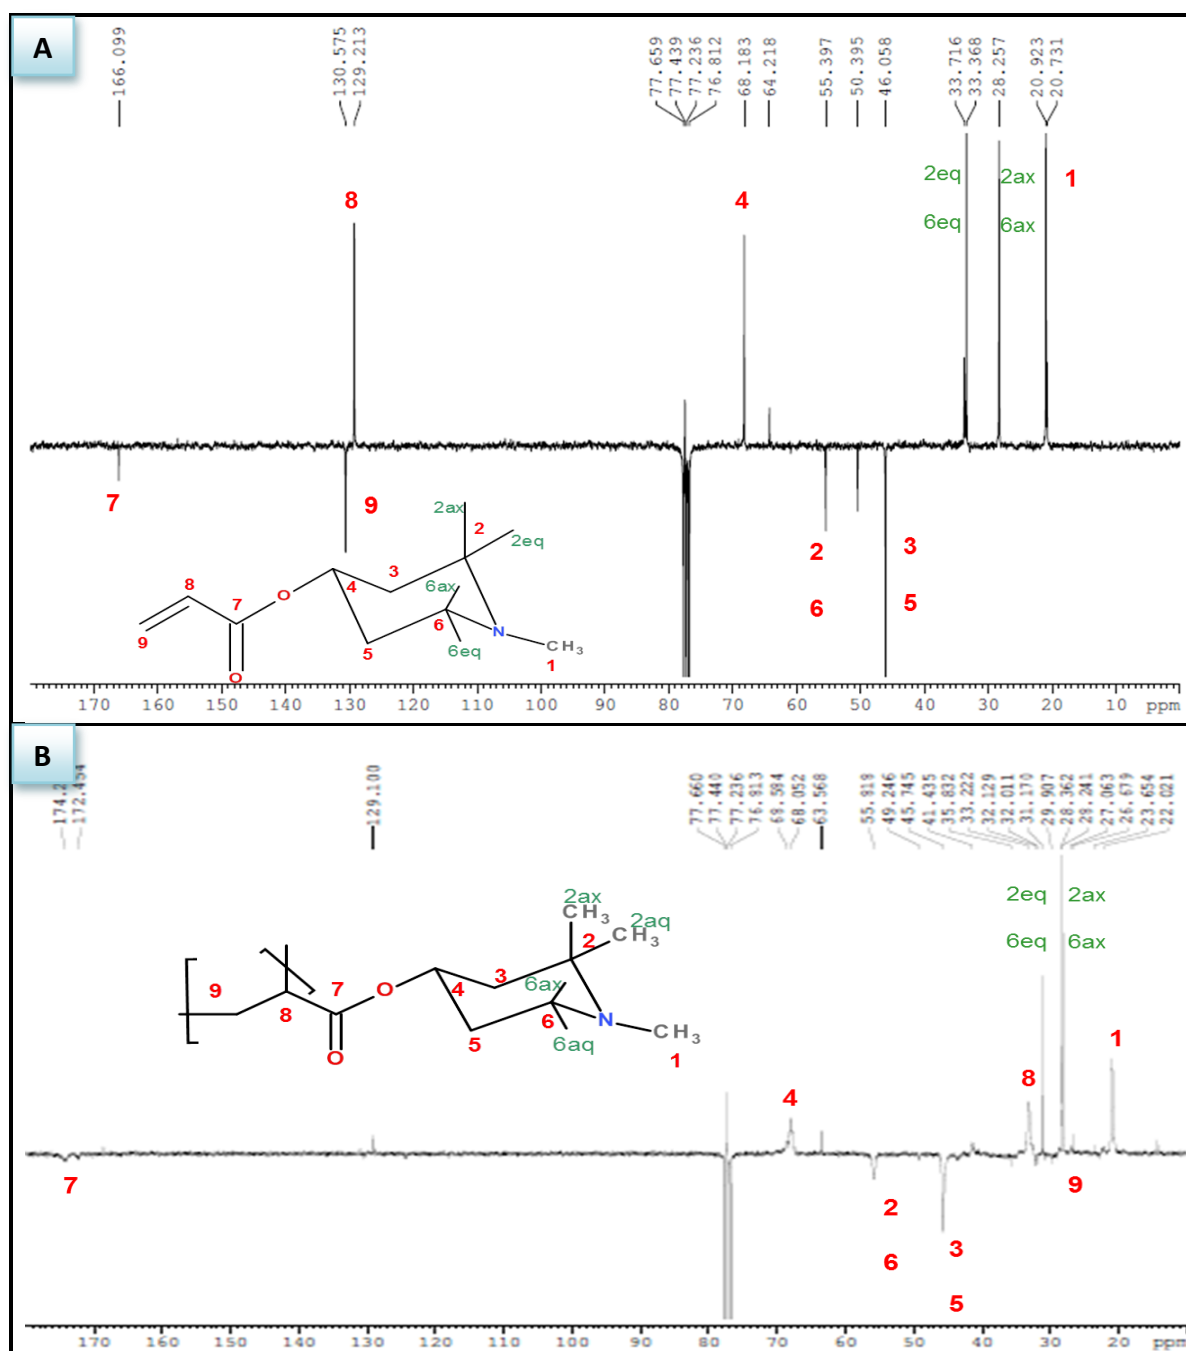 A
166.099
130.575
129.213
77.659
77.439
77.236
76.812
68.183
64.218
55.397
50.395
46.058
33.716
33.368
28.257
20.923
20.731
2eq 2ax 1
8 4
6eq 6ax
7 9
2 3
6 5
2ax
2
2eq
3
6ax
8 4
7 O
6 N
9 5 6eq CH3
1
O
170 160 150 140 130 120 110 100 90 80 70 60 50 40 30 20 ppm
B
172.454
129.100
77.660
77.440
77.236
76.813
68.584
68.052
63.568
55.818
49.246
45.745
41.435
35.832
33.222
32.129
32.011
31.170
29.907
28.362
28.241
27.063
26.679
23.654
22.021
2eq 2ax
6eq 6ax
2ax
CH3 2aq
2 CH3
9 7 O 4 3 6ax
8 6 N
O 5 6aq CH3
1
1
8
4
7 9
2
6 3
5
170 160 150 140 130 120 110 100 90 80 70 60 50 40 30 20 ppm